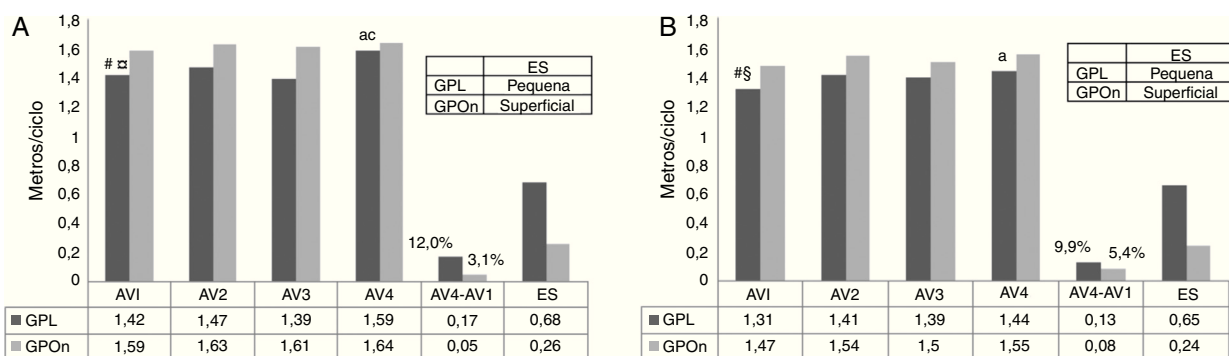 A
Metros/ciclo
1,8
1,6
1,4
1,2
1
0,8
0,6
0,4
0,2
0
# ¤
ac
12,0%
3,1%
ES
GPL Pequena
GPOn Superficial
AVI AV2 AV3 AV4 AV4-AV1 ES
GPL 1,42 1,47 1,39 1,59 0,17 0,68
GPOn 1,59 1,63 1,61 1,64 0,05 0,26
B
Metros/ciclo
1,8
1,6
1,4
1,2
1
0,8
0,6
0,4
0,2
0
#§
a
9,9%
5,4%
ES
GPL Pequena
GPOn Superficial
AVI AV2 AV3 AV4 AV4-AV1 ES
GPL 1,31 1,41 1,39 1,44 0,13 0,65
GPOn 1,47 1,54 1,5 1,55 0,08 0,24